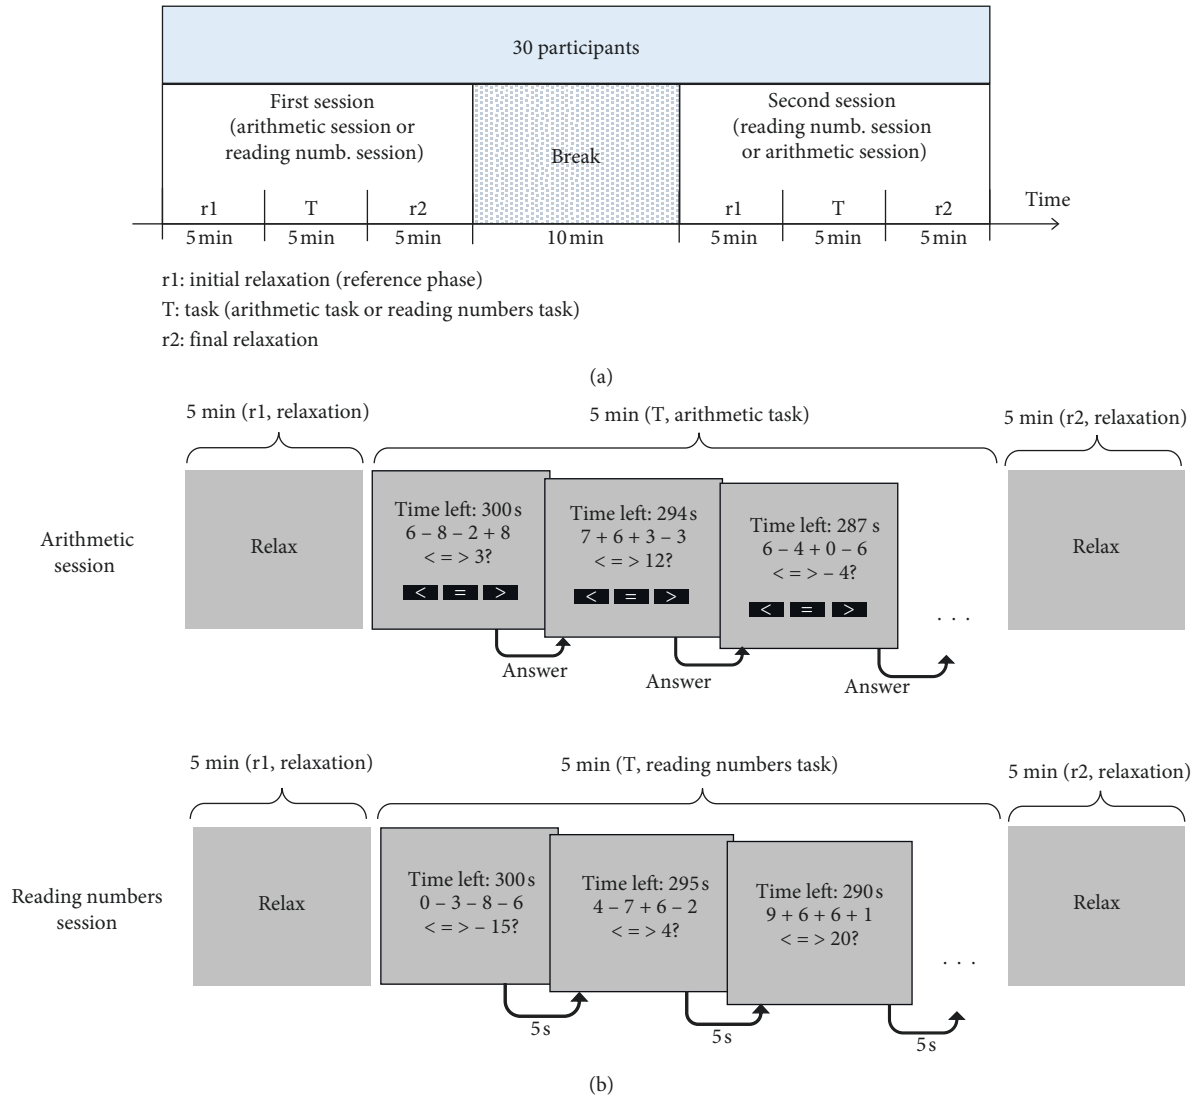 30 participants
First session
(arithmetic session or
reading numb. session)
Break
Second session
(reading numb. session
or arithmetic session)
r1
T
r2
r1
T
r2
Time
5 min
5 min
5 min
10 min
5 min
5 min
5 min
r1: initial relaxation (reference phase)
T: task (arithmetic task or reading numbers task)
r2: final relaxation
(a)
5 min (r1, relaxation)
5 min (T, arithmetic task)
5 min (r2, relaxation)
Arithmetic
session
Relax
Time left: 300 s
6 – 8 – 2 + 8
< = > 3?
< = >
Time left: 294 s
7 + 6 + 3 – 3
< = > 12?
< = >
Time left: 287 s
6 – 4 + 0 – 6
< = > – 4?
< = >
. . .
Relax
Answer
Answer
Answer
5 min (r1, relaxation)
5 min (T, reading numbers task)
5 min (r2, relaxation)
Reading numbers
session
Relax
Time left: 300 s
0 – 3 – 8 – 6
< = > – 15?
Time left: 295 s
4 – 7 + 6 – 2
< = > 4?
Time left: 290 s
9 + 6 + 6 + 1
< = > 20?
. . .
Relax
5 s
5 s
5 s
(b)